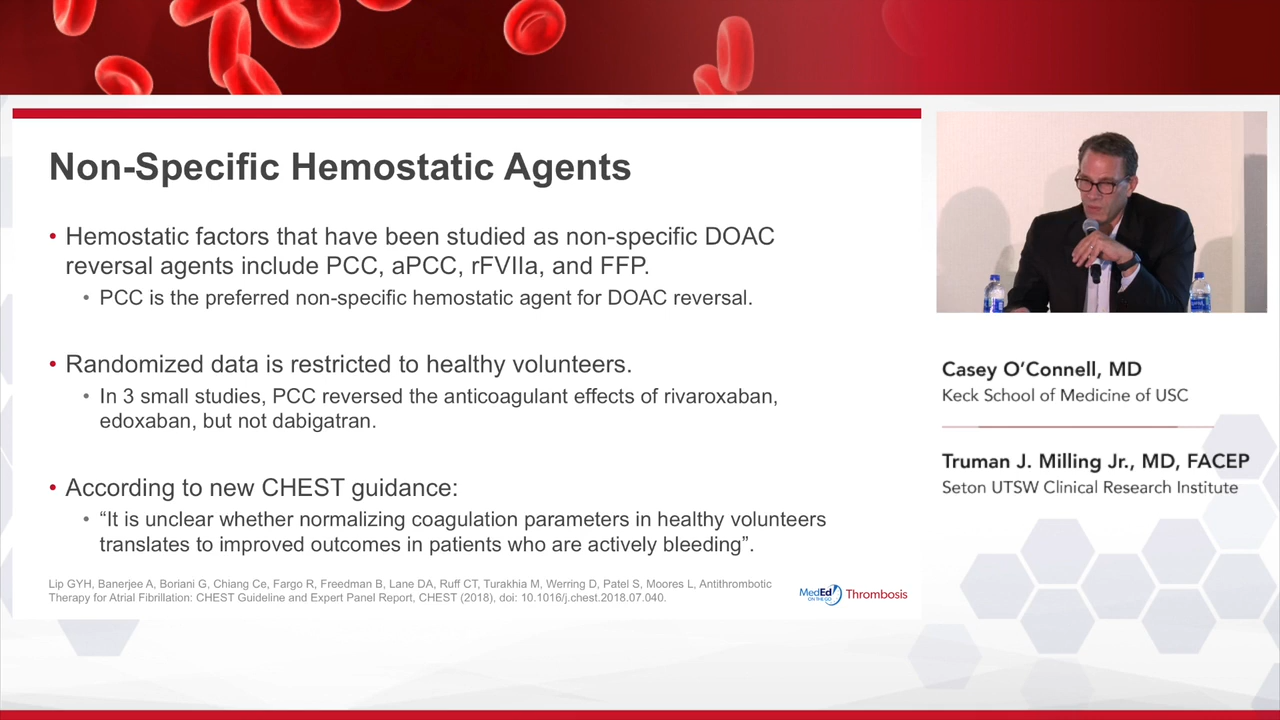 Non-Specific Hemostatic Agents
• Hemostatic factors that have been studied as non-specific DOAC
reversal agents include PCC, aPCC, rFVIIa, and FFP.
• PCC is the preferred non-specific hemostatic agent for DOAC reversal.
• Randomized data is restricted to healthy volunteers.
• In 3 small studies, PCC reversed the anticoagulant effects of rivaroxaban,
edoxaban, but not dabigatran.
• According to new CHEST guidance:
• “It is unclear whether normalizing coagulation parameters in healthy volunteers
translates to improved outcomes in patients who are actively bleeding”.
Lip GYH, Banerjee A, Boriani G, Chiang Ce, Fargo R, Freedman B, Lane DA, Ruff CT, Turakhia M, Werring D, Patel S, Moores L, Antithrombotic
Therapy for Atrial Fibrillation: CHEST Guideline and Expert Panel Report, CHEST (2018), doi: 10.1016/j.chest.2018.07.040.
MedEd Thrombosis
ON THE GO
Casey O’Connell, MD
Keck School of Medicine of USC
Truman J. Milling Jr., MD, FACEP
Seton UTSW Clinical Research Institute